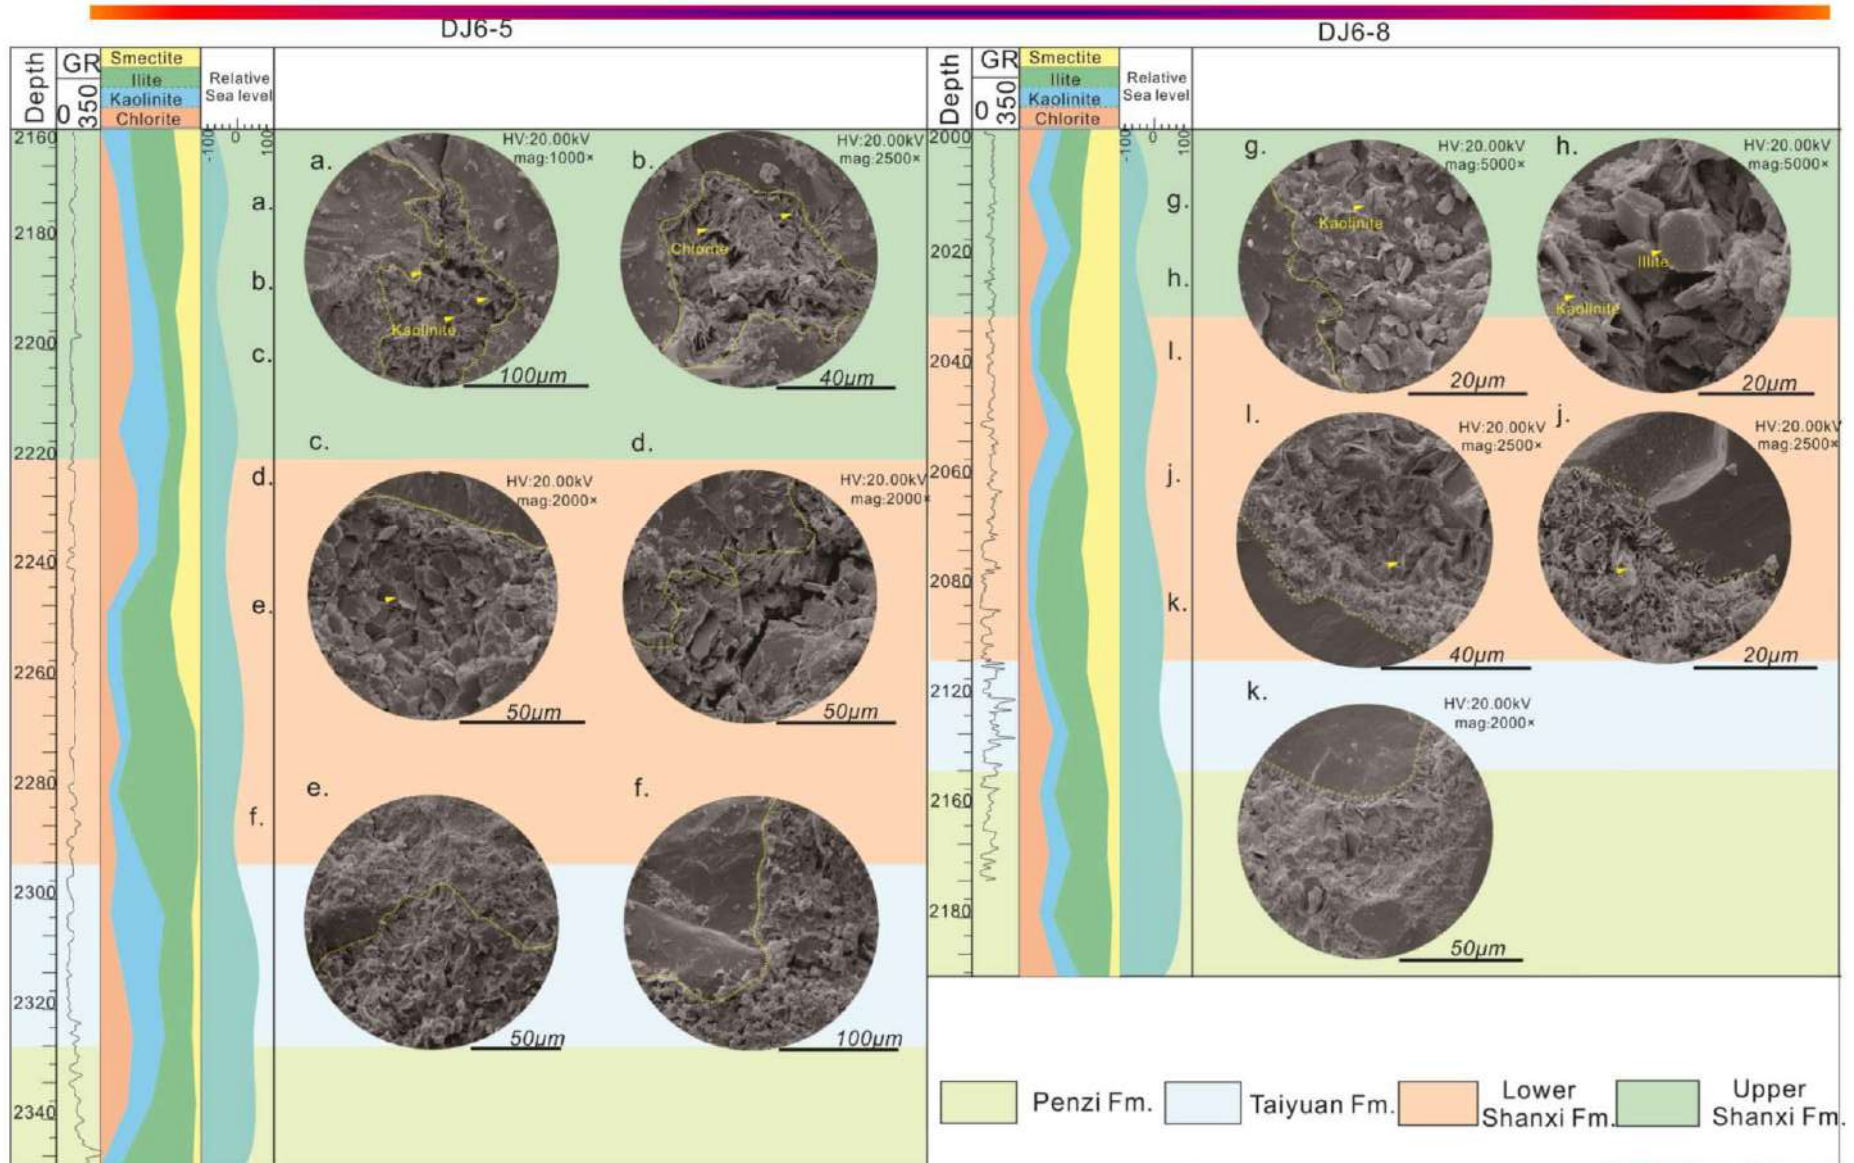 DJ6-5
DJ6-8
Depth
GR
0 350
Smectite
Ilite
Kaolinite
Chlorite
Relative
Sea level
-100 0 100
2160
2180
2200
2220
2240
2260
2280
2300
2320
2340
a.
b.
c.
d.
e.
f.
a.
HV:20.00kV
mag:1000×
Kaolinite
100μm
b.
HV:20.00kV
mag:2500×
Chlorite
40μm
c.
HV:20.00kV
mag:2000×
50μm
d.
HV:20.00kV
mag:2000×
50μm
e.
50μm
f.
100μm
Depth
GR
0 350
Smectite
Ilite
Kaolinite
Chlorite
Relative
Sea level
-100 0 100
2000
2020
2040
2060
2080
2120
2160
2180
g.
h.
l.
j.
k.
g.
HV:20.00kV
mag:5000×
Kaolinite
20μm
h.
HV:20.00kV
mag:5000×
Illite
Kaolinite
20μm
l.
HV:20.00kV
mag:2500×
40μm
j.
HV:20.00kV
mag:2500×
20μm
k.
HV:20.00kV
mag:2000×
50μm
Penzi Fm.
Taiyuan Fm.
Lower
Shanxi Fm.
Upper
Shanxi Fm.